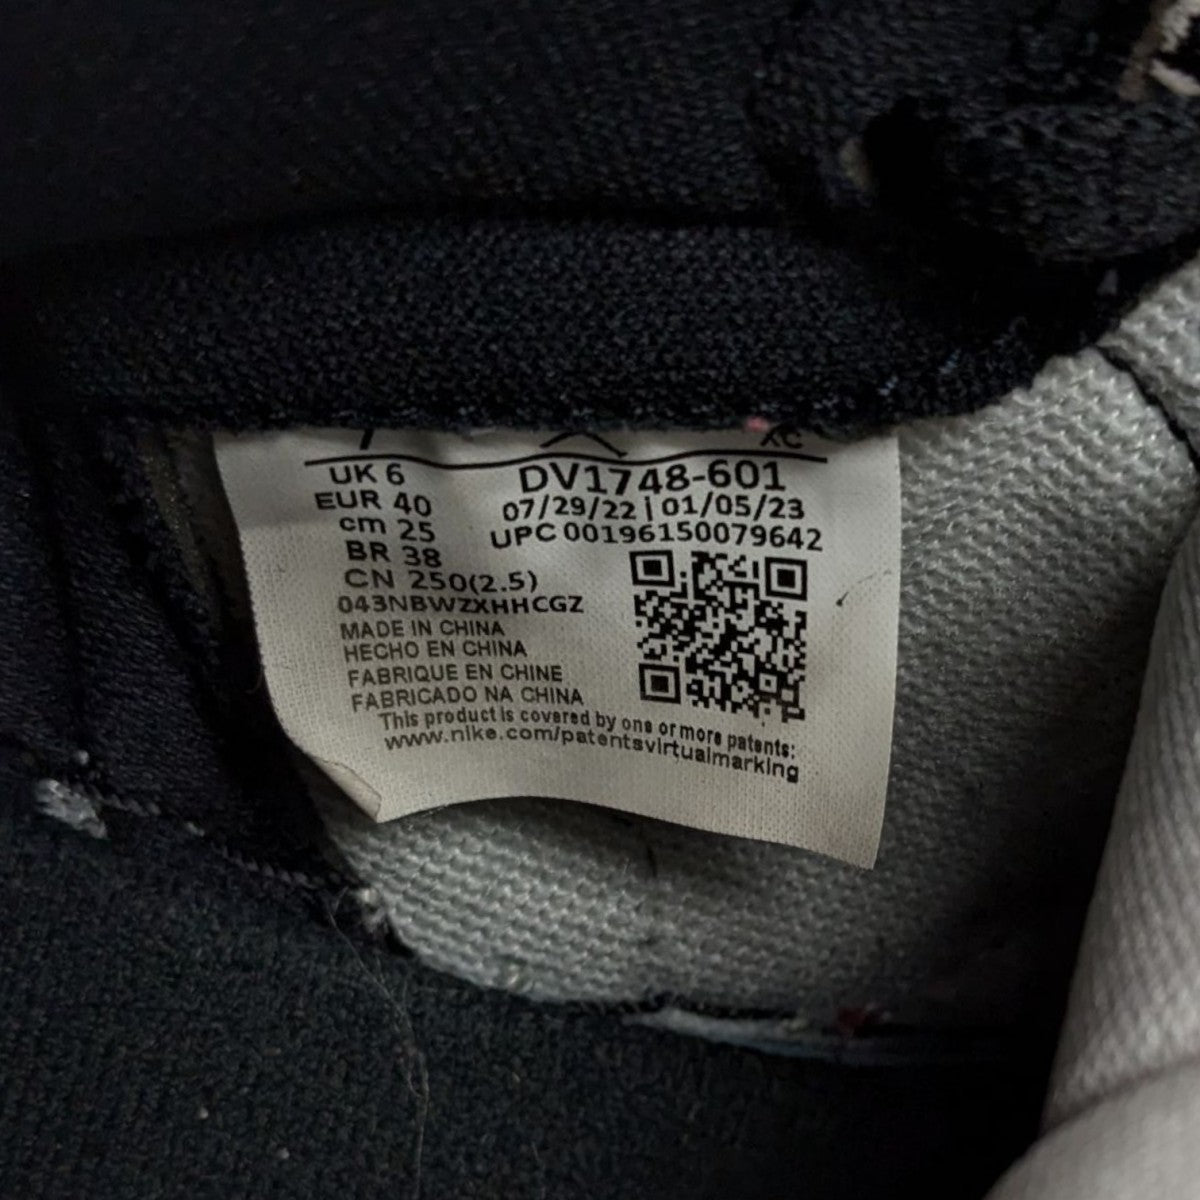 XC
UK 6
EUR 40
cm 25
BR 38
CN 250(2.5)
DV1748-601
07/29/22 | 01/05/23
UPC 00196150079642
043NBWZXHHCGZ
MADE IN CHINA
HECHO EN CHINA
FABRIQUE EN CHINE
FABRICADO NA CHINA
This product is covered by one or more patents:
www.nike.com/patentsvirtualmarking